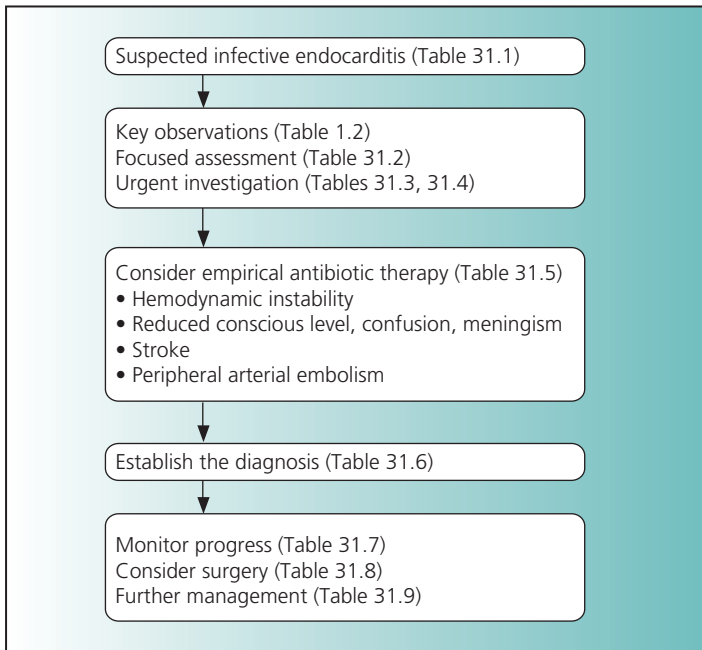 Suspected infective endocarditis (Table 31.1)
Key observations (Table 1.2)
Focused assessment (Table 31.2)
Urgent investigation (Tables 31.3, 31.4)
Consider empirical antibiotic therapy (Table 31.5)
• Hemodynamic instability
• Reduced conscious level, confusion, meningism
• Stroke
• Peripheral arterial embolism
Establish the diagnosis (Table 31.6)
Monitor progress (Table 31.7)
Consider surgery (Table 31.8)
Further management (Table 31.9)